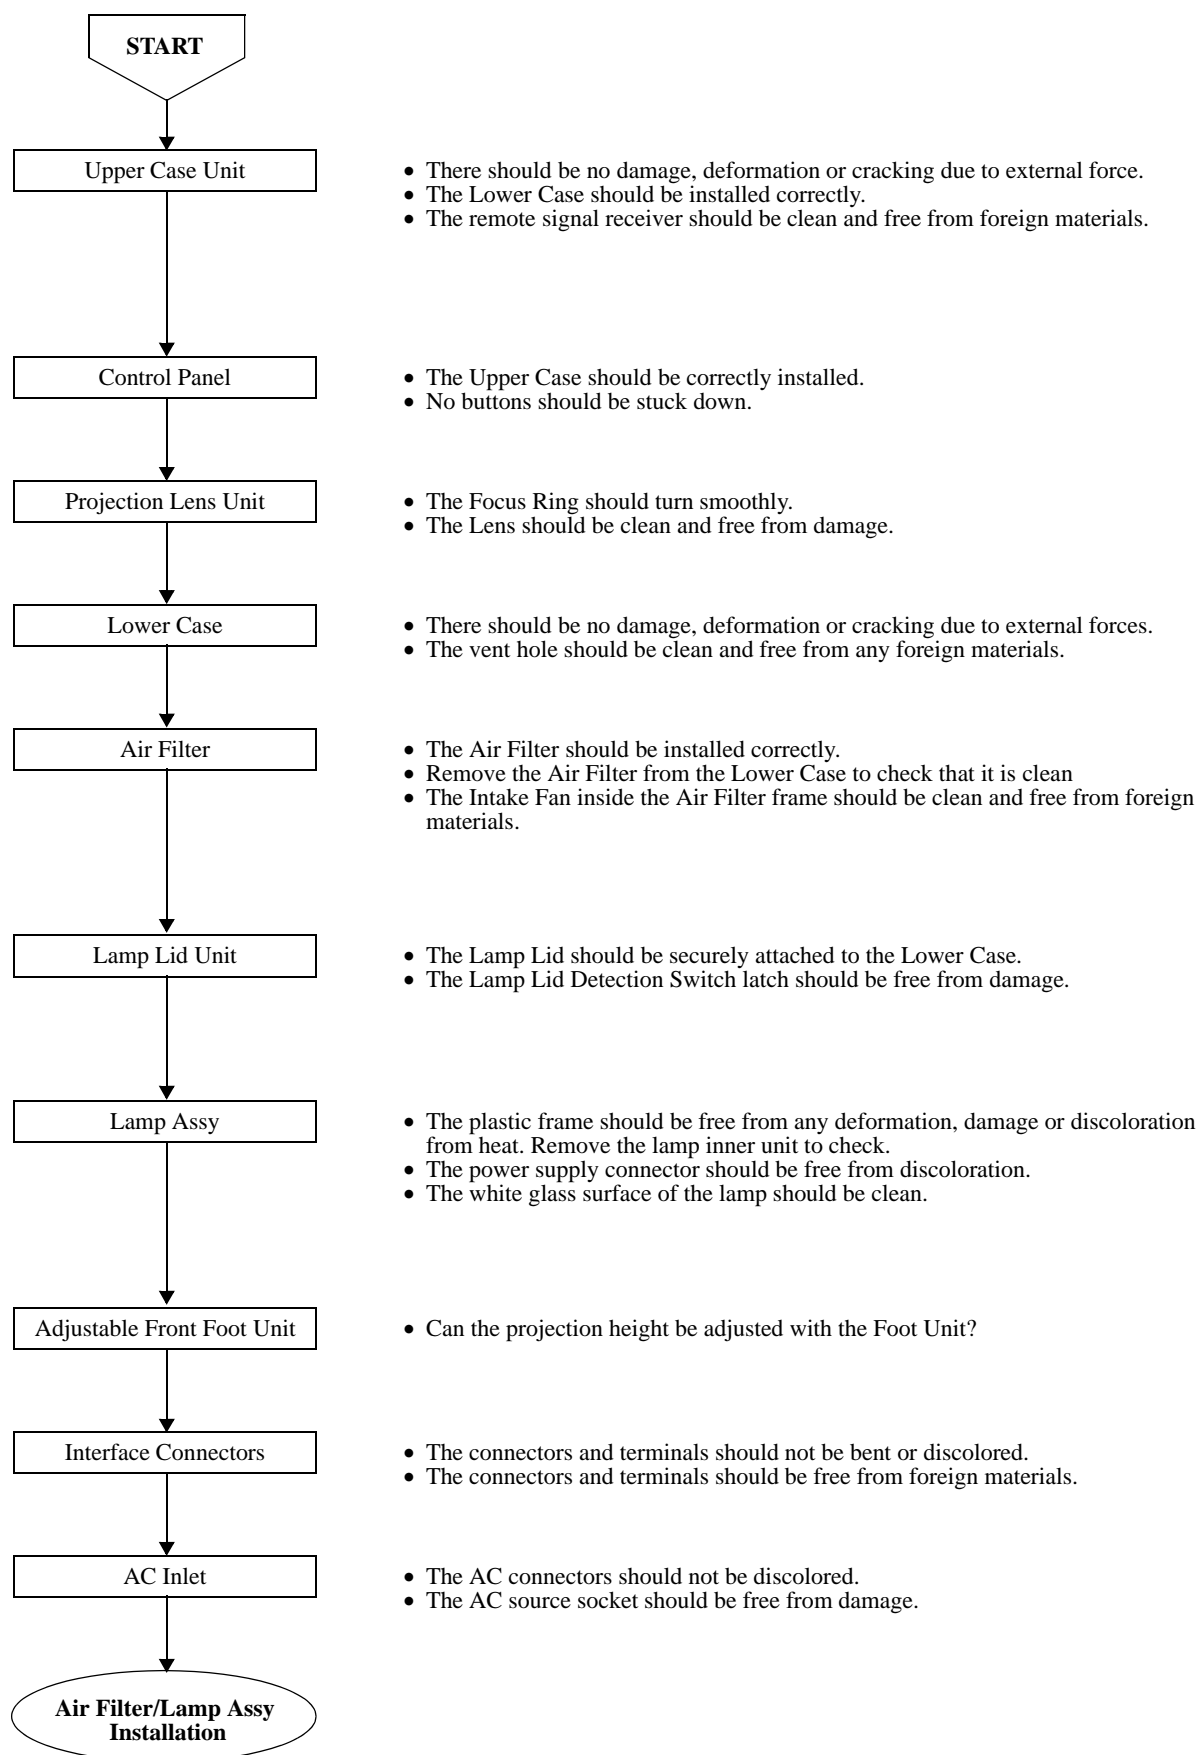 START
Upper Case Unit
• There should be no damage, deformation or cracking due to external force.
• The Lower Case should be installed correctly.
• The remote signal receiver should be clean and free from foreign materials.
Control Panel
• The Upper Case should be correctly installed.
• No buttons should be stuck down.
Projection Lens Unit
• The Focus Ring should turn smoothly.
• The Lens should be clean and free from damage.
Lower Case
• There should be no damage, deformation or cracking due to external forces.
• The vent hole should be clean and free from any foreign materials.
Air Filter
• The Air Filter should be installed correctly.
• Remove the Air Filter from the Lower Case to check that it is clean
• The Intake Fan inside the Air Filter frame should be clean and free from foreign
materials.
Lamp Lid Unit
• The Lamp Lid should be securely attached to the Lower Case.
• The Lamp Lid Detection Switch latch should be free from damage.
Lamp Assy
• The plastic frame should be free from any deformation, damage or discoloration
from heat. Remove the lamp inner unit to check.
• The power supply connector should be free from discoloration.
• The white glass surface of the lamp should be clean.
Adjustable Front Foot Unit
• Can the projection height be adjusted with the Foot Unit?
Interface Connectors
• The connectors and terminals should not be bent or discolored.
• The connectors and terminals should be free from foreign materials.
AC Inlet
• The AC connectors should not be discolored.
• The AC source socket should be free from damage.
Air Filter/Lamp Assy
Installation